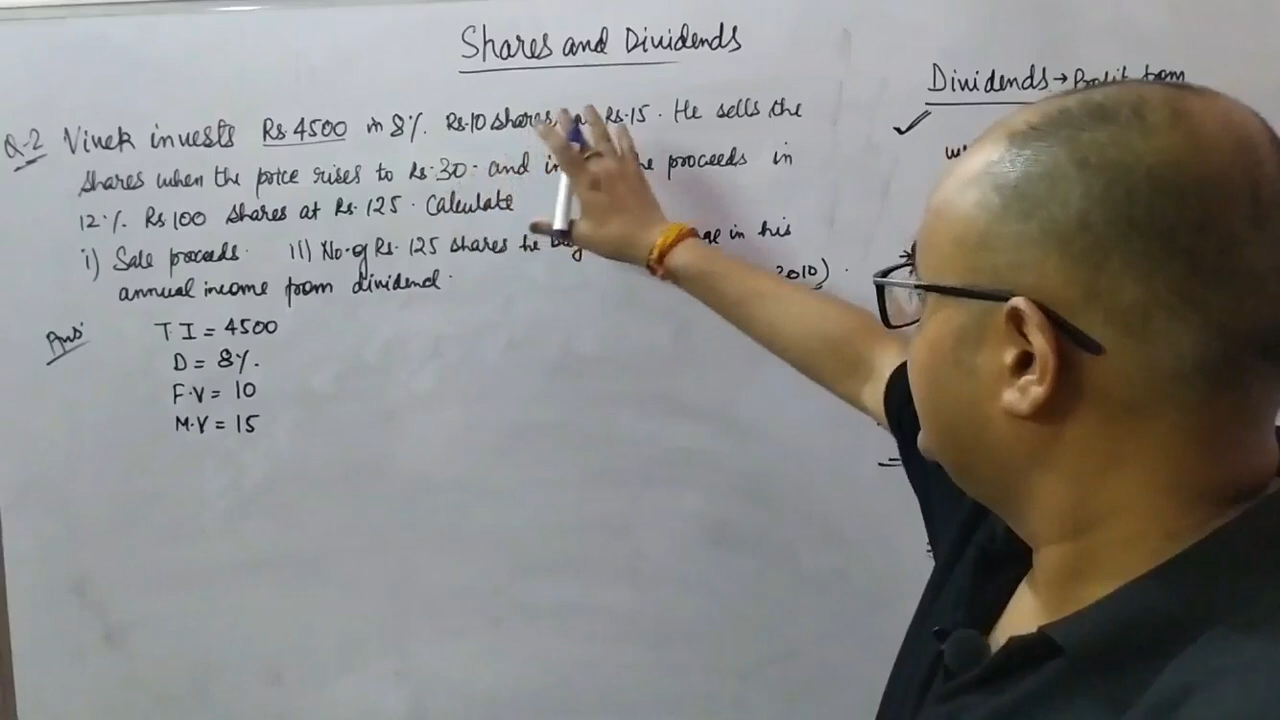 Shares and Dividends
Dividends → Profit from
Q-2 Vivek invests Rs 4500 in 8%. Rs.10 shares, Rs.15. He sells the
shares when the price rises to Rs.30. and proceeds in
12%. Rs 100 shares at Rs. 125. Calculate
i) Sale proceeds. ii) No. of Rs. 125 shares he in his
annual income from dividend.
2010).
Ans
T.I = 4500
D = 8%.
F.V = 10
M.V = 15